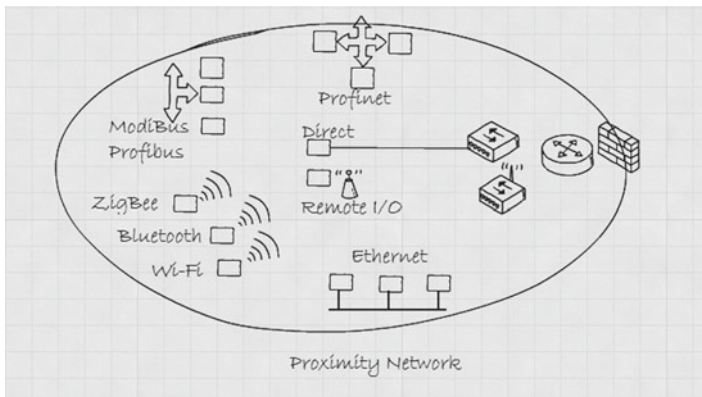 Profinet
ModiBus
Profibus
Direct
ZigBee
Remote I/O
Bluetooth
Wi-Fi
Ethernet
Proximity Network